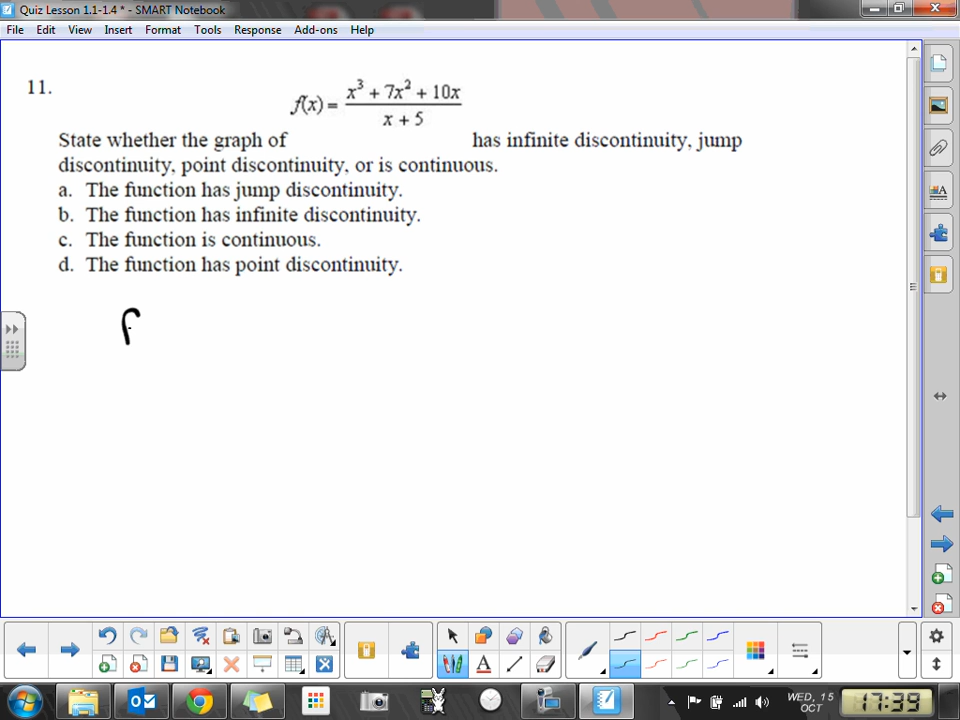 Quiz Lesson 1.1-1.4 * - SMART Notebook
File Edit View Insert Format Tools Response Add-ons Help
11.
f(x) = x³ + 7x² + 10x / x + 5
State whether the graph of has infinite discontinuity, jump
discontinuity, point discontinuity, or is continuous.
a. The function has jump discontinuity.
b. The function has infinite discontinuity.
c. The function is continuous.
d. The function has point discontinuity.
WED, 15
OCT
17:39